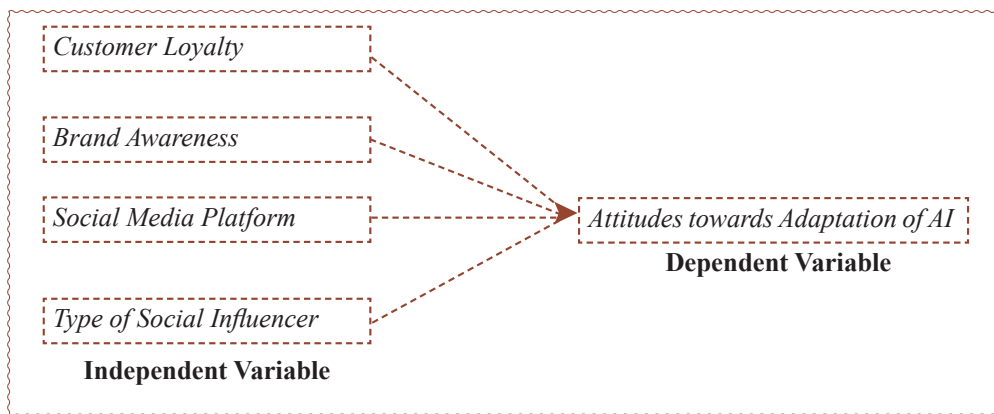 Customer Loyalty
Brand Awareness
Social Media Platform
Attitudes towards Adaptation of AI
Dependent Variable
Type of Social Influencer
Independent Variable